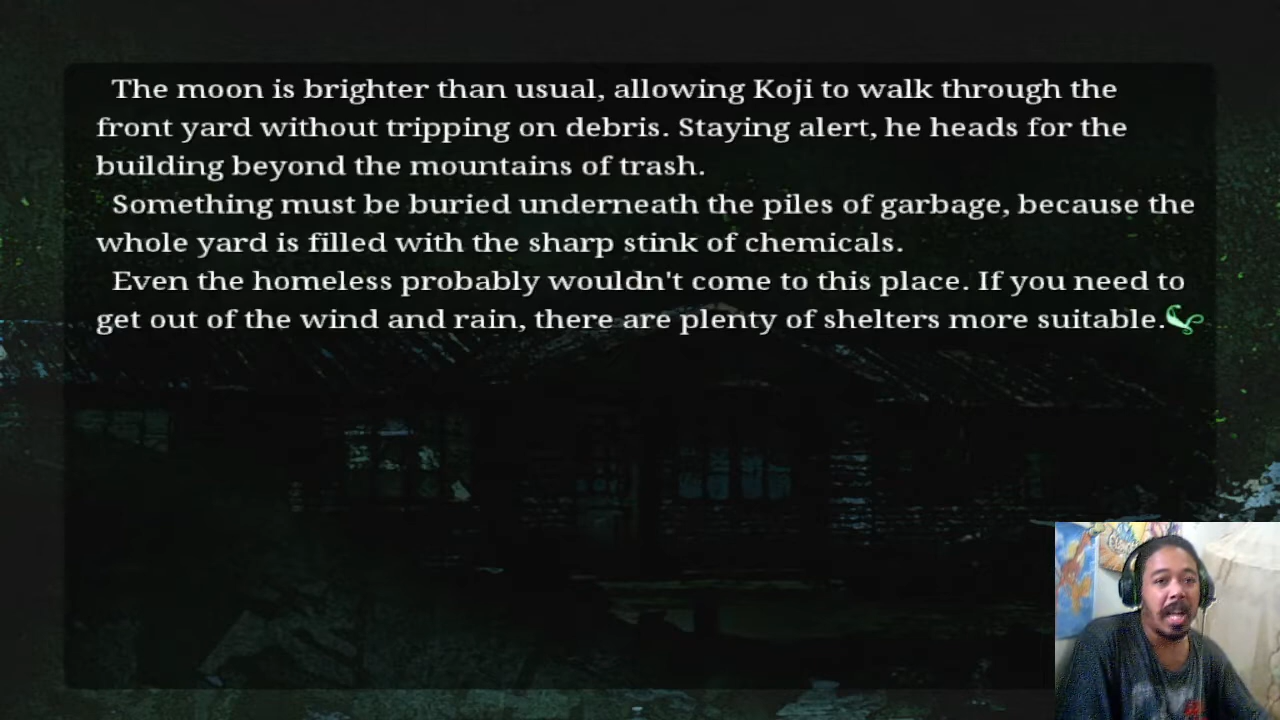 The moon is brighter than usual, allowing Koji to walk through the
front yard without tripping on debris. Staying alert, he heads for the
building beyond the mountains of trash.
Something must be buried underneath the piles of garbage, because the
whole yard is filled with the sharp stink of chemicals.
Even the homeless probably wouldn't come to this place. If you need to
get out of the wind and rain, there are plenty of shelters more suitable.